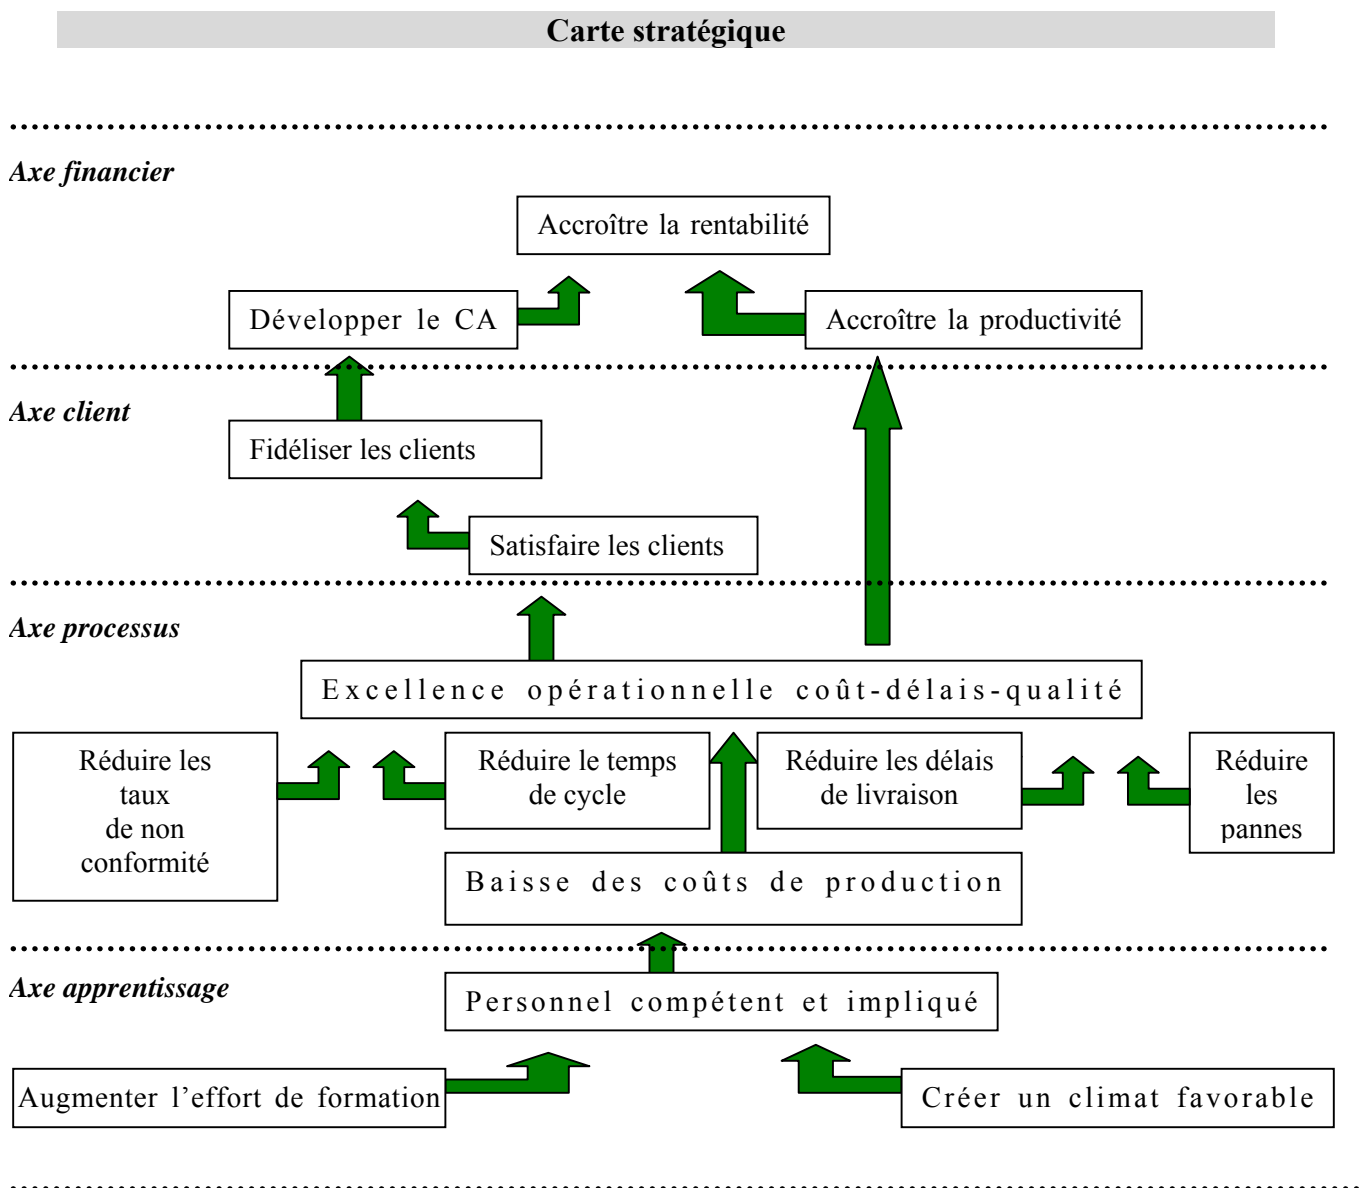 Carte stratégique
Axe financier
Accroître la rentabilité
Développer le CA
Accroître la productivité
Axe client
Fidéliser les clients
Satisfaire les clients
Axe processus
Excellence opérationnelle coût-délais-qualité
Réduire les
taux
de non
conformité
Réduire le temps
de cycle
Réduire les délais
de livraison
Réduire
les
pannes
Baisse des coûts de production
Axe apprentissage
Personnel compétent et impliqué
Augmenter l’effort de formation
Créer un climat favorable